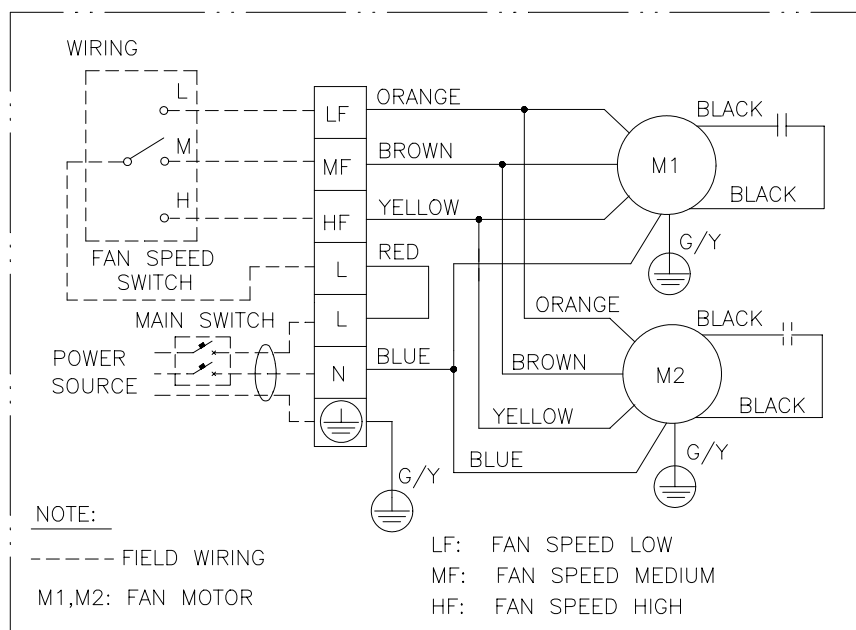 WIRING
L
M
H
FAN SPEED
SWITCH
MAIN SWITCH
POWER
SOURCE
LF
MF
HF
L
L
N
ORANGE
BROWN
YELLOW
RED
BLUE
G/Y
M1
BLACK
BLACK
G/Y
ORANGE
BROWN
YELLOW
BLUE
M2
BLACK
BLACK
G/Y
NOTE:
FIELD WIRING
M1,M2: FAN MOTOR
LF: FAN SPEED LOW
MF: FAN SPEED MEDIUM
HF: FAN SPEED HIGH